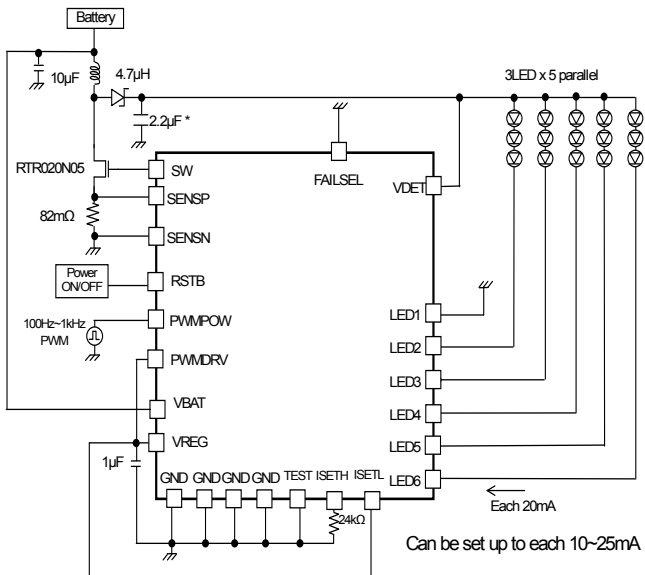 Battery
10µF
4.7µH
3LED x 5 parallel
2.2µF *
RTR020N05
SW
FAILSEL
VDET
SENSP
82mΩ
SENSN
Power
ON/OFF
RSTB
LED1
100Hz~1kHz
PWM
PWMPOW
LED2
PWMDRV
LED3
VBAT
LED4
VREG
LED5
1µF
GND GND GND GND TEST ISETH ISETL
LED6
24kΩ
Each 20mA
Can be set up to each 10~25mA